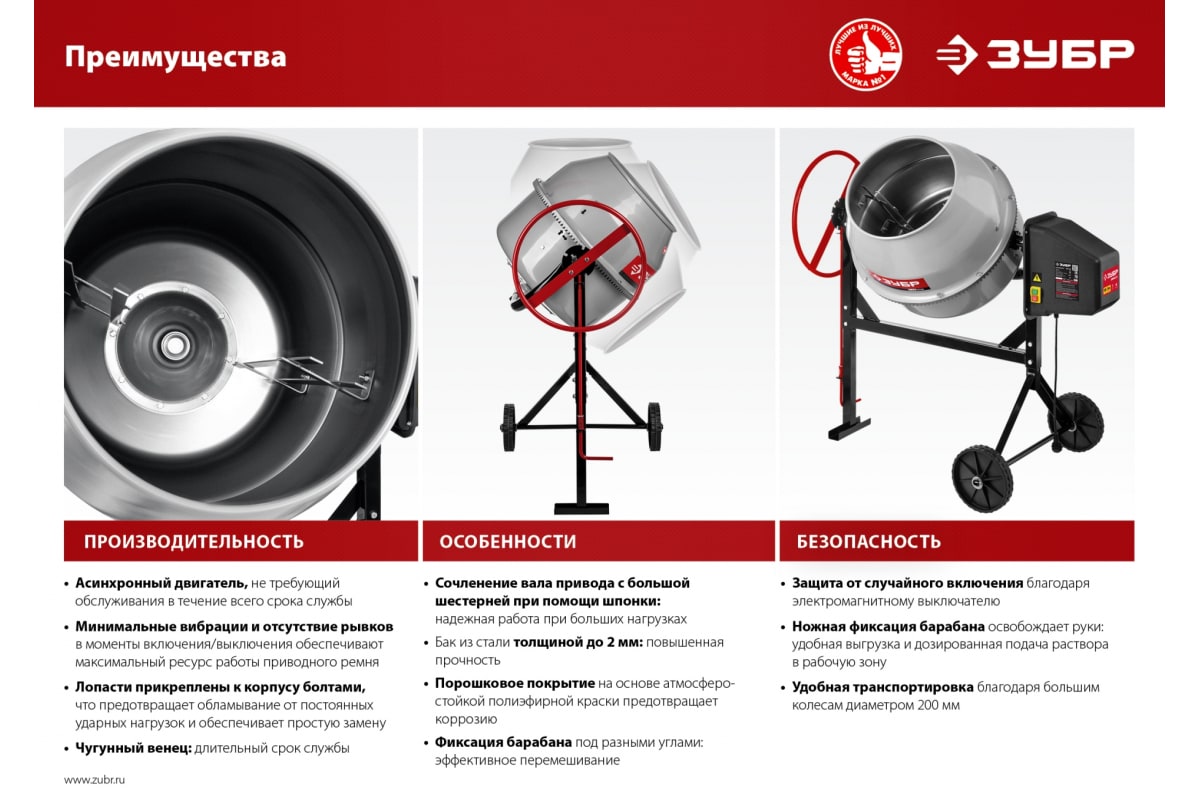 Преимущества
ЛУЧШИЕ ИЗ ЛУЧШИХ
МАРКА №1
ЗУБР
ЗУБР
ЗУБР
ПРОИЗВОДИТЕЛЬНОСТЬ
• Асинхронный двигатель, не требующий
обслуживания в течение всего срока службы
• Минимальные вибрации и отсутствие рывков
в моменты включения/выключения обеспечивают
максимальный ресурс работы приводного ремня
• Лопасти прикреплены к корпусу болтами,
что предотвращает обламывание от постоянных
ударных нагрузок и обеспечивает простую замену
• Чугунный венец: длительный срок службы
ОСОБЕННОСТИ
• Сочленение вала привода с большой
шестерней при помощи шпонки:
надежная работа при больших нагрузках
• Бак из стали толщиной до 2 мм: повышенная
прочность
• Порошковое покрытие на основе атмосферо-
стойкой полиэфирной краски предотвращает
коррозию
• Фиксация барабана под разными углами:
эффективное перемешивание
БЕЗОПАСНОСТЬ
• Защита от случайного включения благодаря
электромагнитному выключателю
• Ножная фиксация барабана освобождает руки:
удобная выгрузка и дозированная подача раствора
в рабочую зону
• Удобная транспортировка благодаря большим
колесам диаметром 200 мм
www.zubr.ru